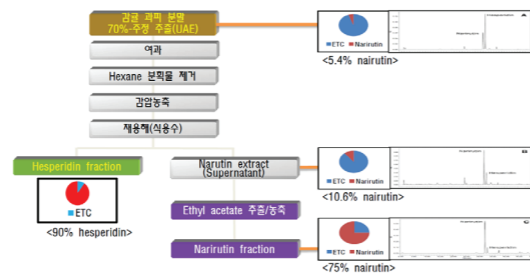 감귤 과피 분말
70%-주정 추출(UAE)
여과
Hexane 분획물 제거
감압농축
재용해(식용수)
Hesperidin fraction
ETC
<90% hesperidin>
Narutin extract
(Supernatant)
Ethyl acetate 추출/농축
Narirutin fraction
ETC Narirutin
A
<5.4% nairutin>
ETC Narirutin
B
<10.6% nairutin>
ETC Narirutin
C
<75% nairutin>